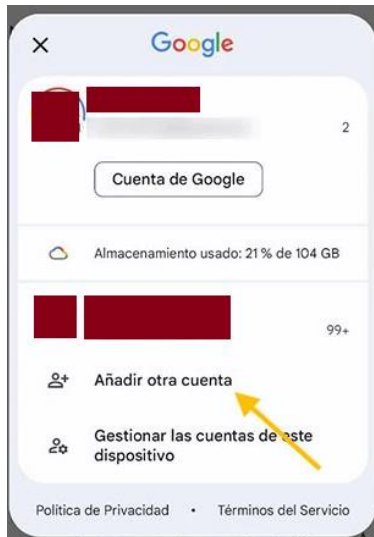 Google
2
Cuenta de Google
Almacenamiento usado: 21 % de 104 GB
99+
Añadir otra cuenta
Gestionar las cuentas de este
dispositivo
Política de Privacidad • Términos del Servicio